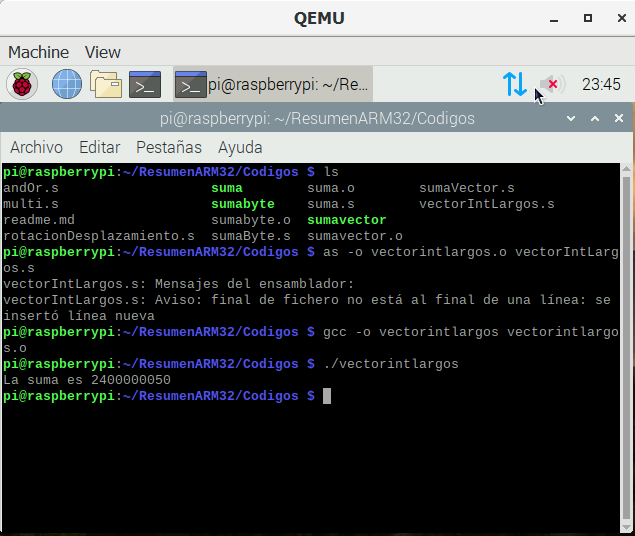 QEMU
Machine View
pi@raspberrypi: ~/Re... 23:45
pi@raspberrypi: ~/ResumenARM32/Codigos
Archivo Editar Pestañas Ayuda
pi@raspberrypi:~/ResumenARM32/Codigos $ ls
andOr.s suma suma.o sumaVector.s
multi.s sumabyte suma.s vectorIntLargos.s
readme.md sumabyte.o sumavector
rotacionDesplazamiento.s sumaByte.s sumavector.o
pi@raspberrypi:~/ResumenARM32/Codigos $ as -o vectorintlargos.o vectorIntLarg
os.s
vectorIntLargos.s: Mensajes del ensamblador:
vectorIntLargos.s: Aviso: final de fichero no está al final de una línea: se
insertó línea nueva
pi@raspberrypi:~/ResumenARM32/Codigos $ gcc -o vectorintlargos vectorintlargo
s.o
pi@raspberrypi:~/ResumenARM32/Codigos $ ./vectorintlargos
La suma es 2400000050
pi@raspberrypi:~/ResumenARM32/Codigos $